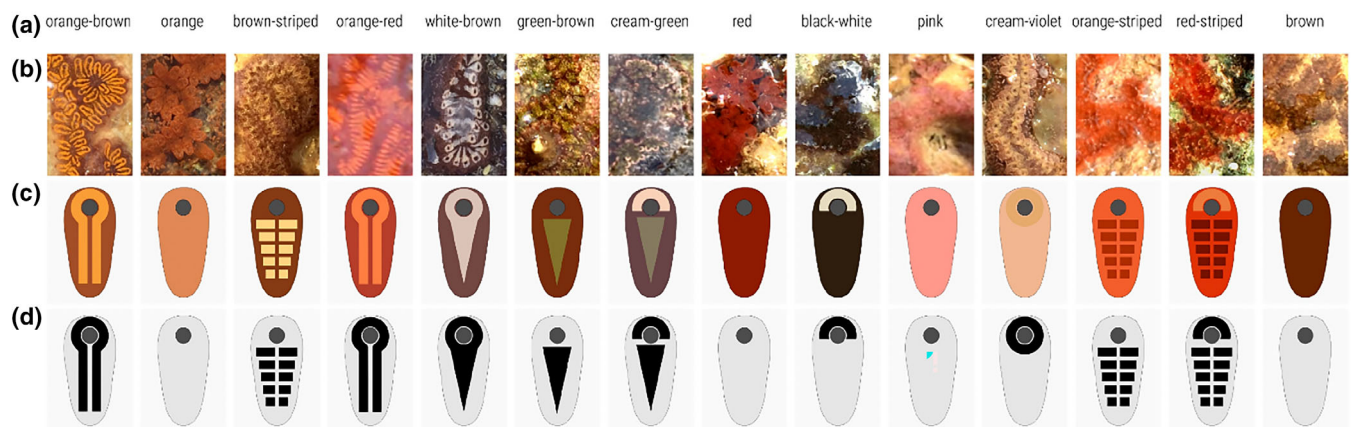 (a) orange-brown orange brown-striped orange-red white-brown green-brown cream-green red black-white pink cream-violet orange-striped red-striped brown
(b)
(c)
(d)